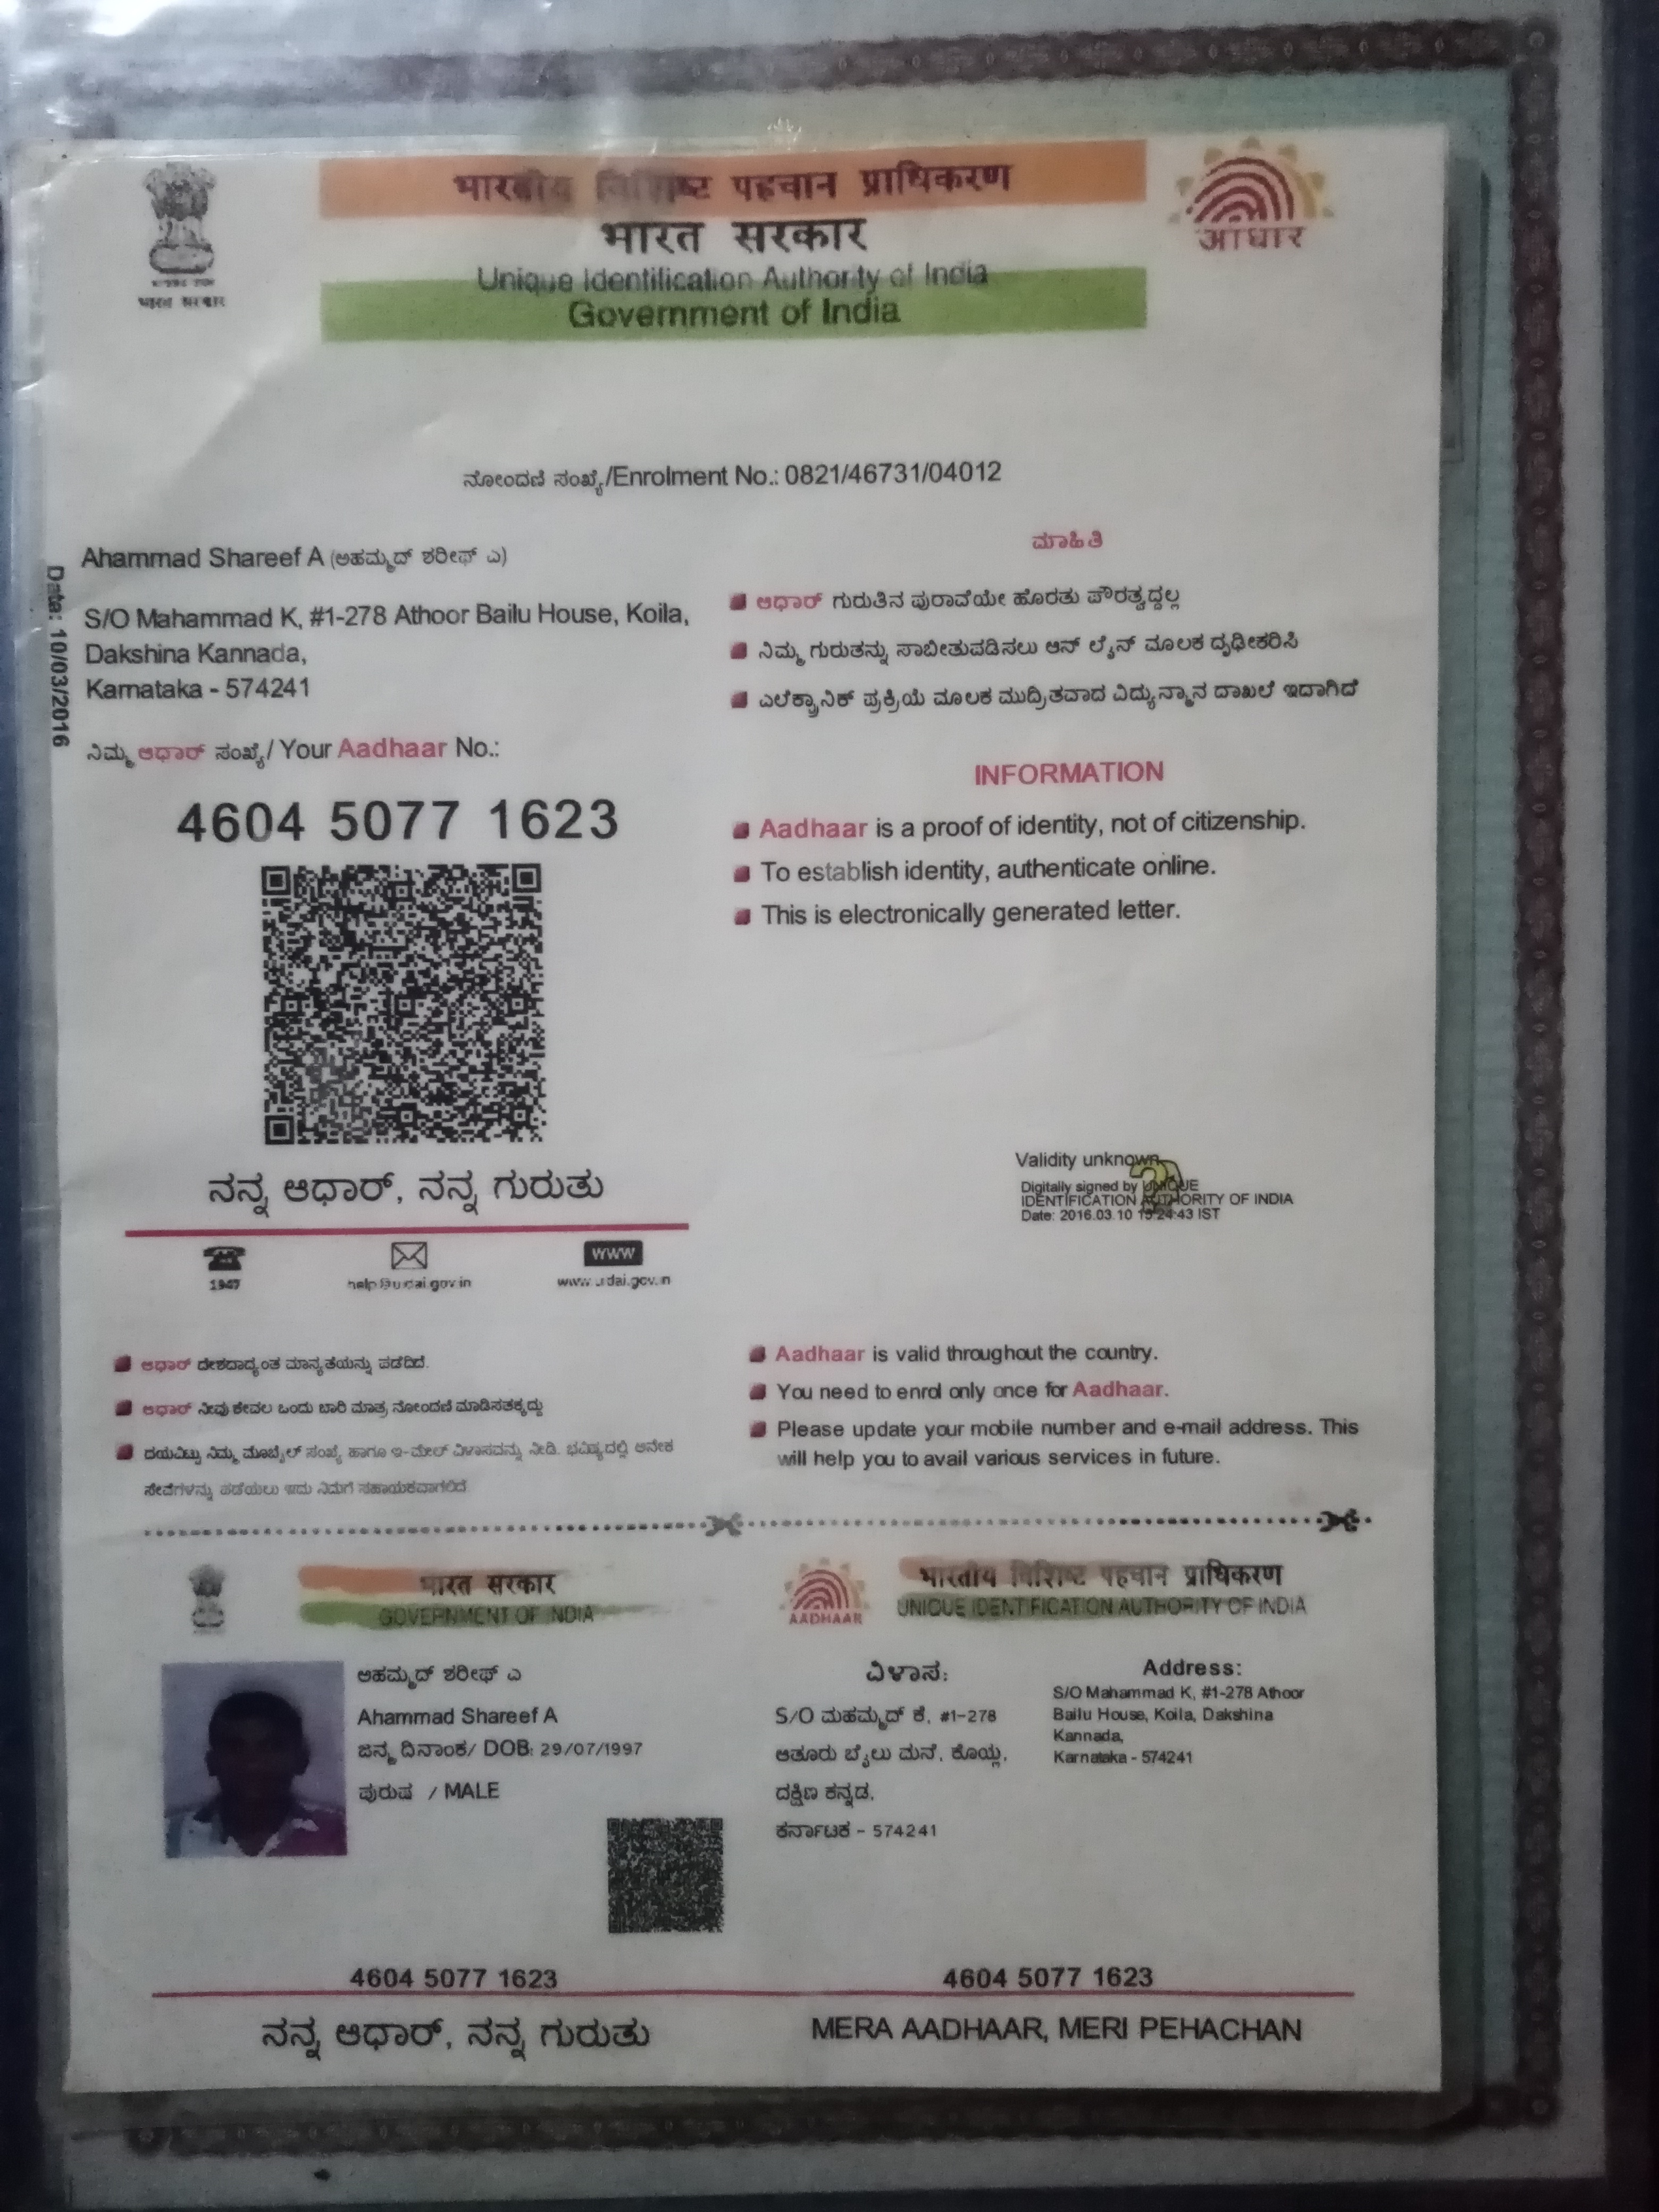 भारतीय विशिष्ट पहचान प्राधिकरण
भारत सरकार
Unique Identification Authority of India
Government of India
भारत सरकार
आधार
ನೋಂದಣಿ ಸಂಖ್ಯೆ/Enrolment No.: 0821/46731/04012
Date: 10/03/2016
Ahammad Shareef A (ಅಹಮ್ಮದ್ ಶರೀಫ್ ಎ)
S/O Mahammad K, #1-278 Athoor Bailu House, Koila,
Dakshina Kannada,
Karnataka - 574241
ನಿಮ್ಮ ಆಧಾರ್ ಸಂಖ್ಯೆ/ Your Aadhaar No.:
4604 5077 1623
ನನ್ನ ಆಧಾರ್, ನನ್ನ ಗುರುತು
1947
help@uidai.gov.in
www
www.uidai.gov.in
ಮಾಹಿತಿ
ಆಧಾರ್ ಗುರುತಿನ ಪುರಾವೆಯೇ ಹೊರತು ಪೌರತ್ವದ್ದಲ್ಲ
ನಿಮ್ಮ ಗುರುತನ್ನು ಸಾಬೀತುಪಡಿಸಲು ಆನ್ ಲೈನ್ ಮೂಲಕ ದೃಢೀಕರಿಸಿ
ಎಲೆಕ್ಟ್ರಾನಿಕ್ ಪ್ರಕ್ರಿಯೆ ಮೂಲಕ ಮುದ್ರಿತವಾದ ವಿದ್ಯುನ್ಮಾನ ದಾಖಲೆ ಇದಾಗಿದೆ
INFORMATION
Aadhaar is a proof of identity, not of citizenship.
To establish identity, authenticate online.
This is electronically generated letter.
Validity unknown
Digitally signed by UNIQUE
IDENTIFICATION AUTHORITY OF INDIA
Date: 2016.03.10 15:24:43 IST
ಆಧಾರ್ ದೇಶದಾದ್ಯಂತ ಮಾನ್ಯತೆಯನ್ನು ಪಡೆದಿದೆ.
ಆಧಾರ್ ನೀವು ಕೇವಲ ಒಂದು ಬಾರಿ ಮಾತ್ರ ನೋಂದಣಿ ಮಾಡಿಸತಕ್ಕದ್ದು
ದಯವಿಟ್ಟು ನಿಮ್ಮ ಮೊಬೈಲ್ ಸಂಖ್ಯೆ ಹಾಗೂ ಇ-ಮೇಲ್ ವಿಳಾಸವನ್ನು ನೀಡಿ. ಭವಿಷ್ಯದಲ್ಲಿ ಅನೇಕ
ಸೇವೆಗಳನ್ನು ಪಡೆಯಲು ಇದು ನಿಮಗೆ ಸಹಾಯಕವಾಗಲಿದೆ
Aadhaar is valid throughout the country.
You need to enrol only once for Aadhaar.
Please update your mobile number and e-mail address. This
will help you to avail various services in future.
भारत सरकार
GOVERNMENT OF INDIA
ಅಹಮ್ಮದ್ ಶರೀಫ್ ಎ
Ahammad Shareef A
ಜನ್ಮ ದಿನಾಂಕ/ DOB: 29/07/1997
ಪುರುಷ / MALE
4604 5077 1623
ನನ್ನ ಆಧಾರ್, ನನ್ನ ಗುರುತು
AADHAAR
भारतीय विशिष्ट पहचान प्राधिकरण
UNIQUE IDENTIFICATION AUTHORITY OF INDIA
ವಿಳಾಸ:
S/O ಮಹಮ್ಮದ್ ಕೆ, #1-278
ಆತೂರು ಬೈಲು ಮನೆ, ಕೊಯ್ಲ,
ದಕ್ಷಿಣ ಕನ್ನಡ,
ಕರ್ನಾಟಕ - 574241
Address:
S/O Mahammad K, #1-278 Athoor
Bailu House, Koila, Dakshina
Kannada,
Karnataka - 574241
4604 5077 1623
MERA AADHAAR, MERI PEHACHAN